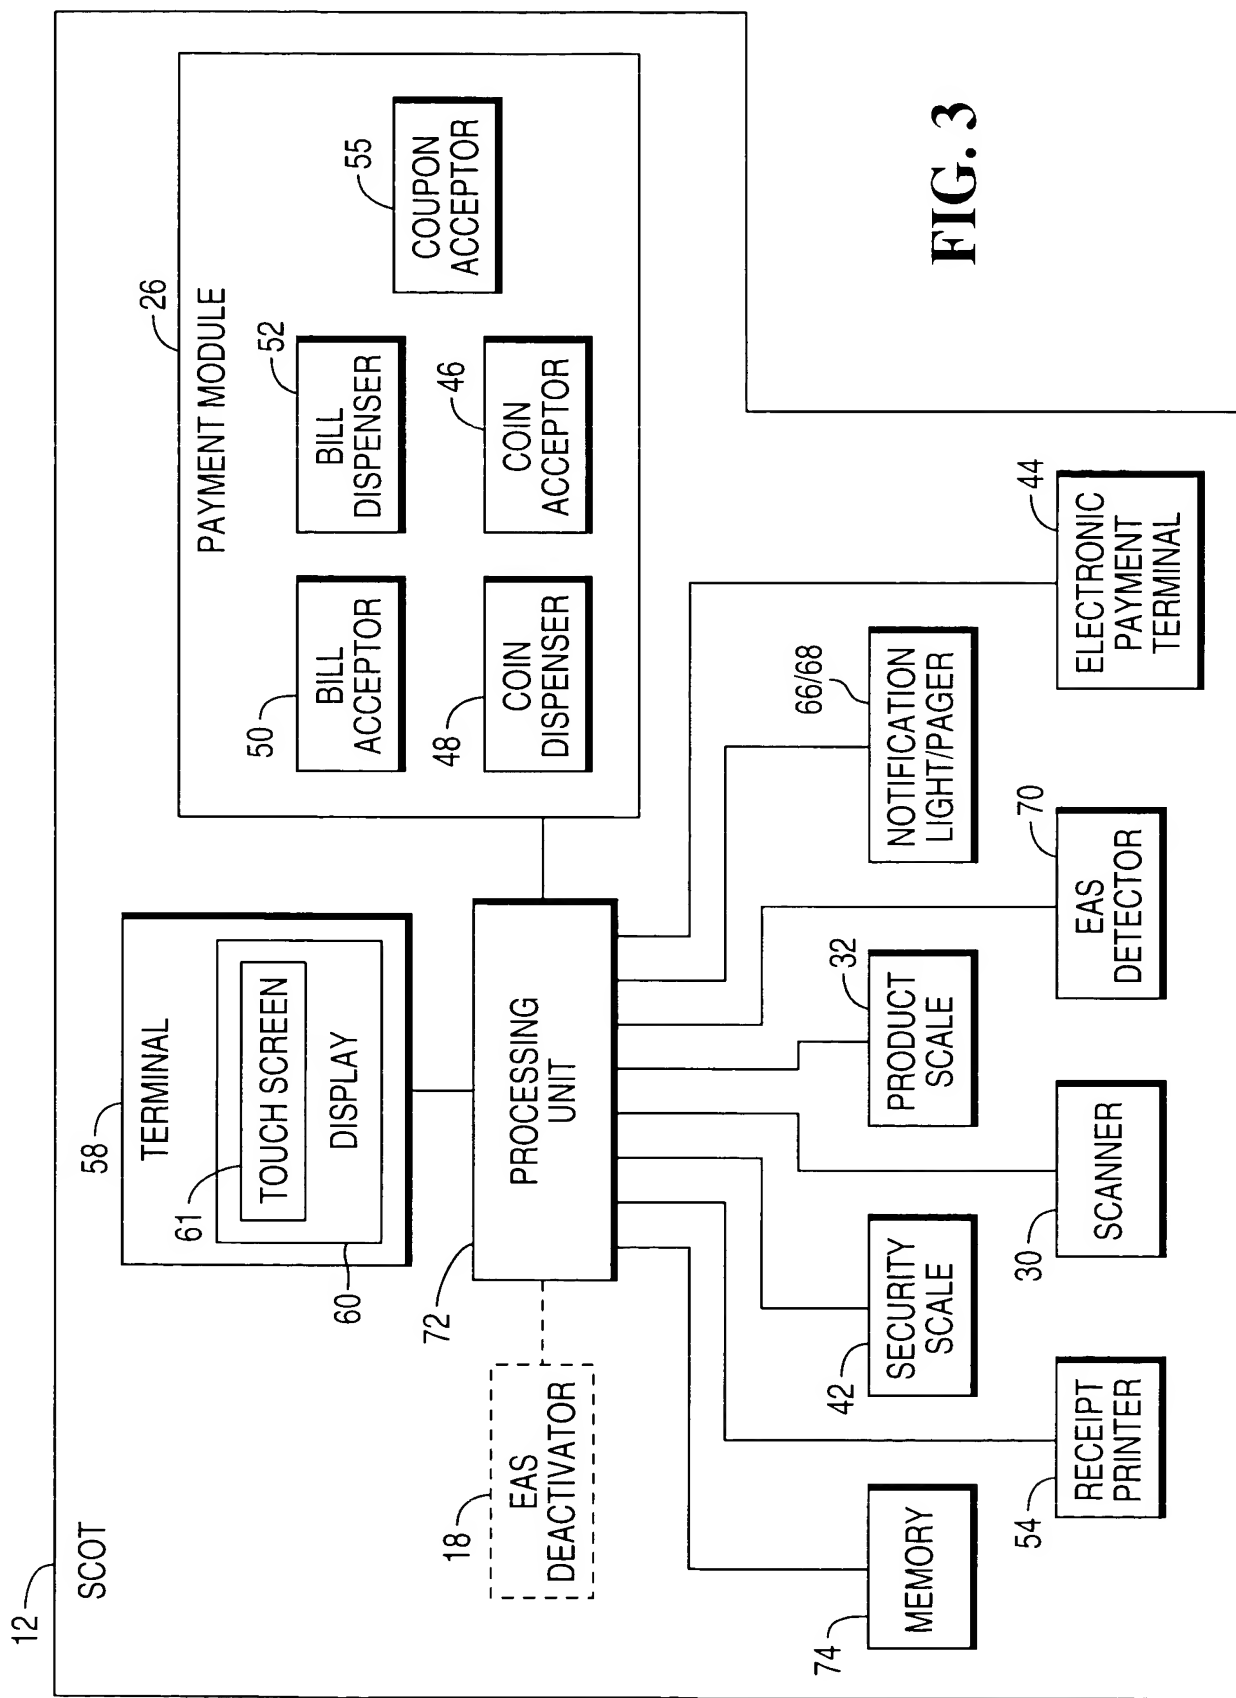 12
SCOT
58
TERMINAL
61
TOUCH SCREEN
DISPLAY
60
26
PAYMENT MODULE
50
BILL
ACCEPTOR
52
BILL
DISPENSER
55
COUPON
ACCEPTOR
48
COIN
DISPENSER
46
COIN
ACCEPTOR
18
EAS
DEACTIVATOR
72
PROCESSING
UNIT
74
MEMORY
42
SECURITY
SCALE
32
PRODUCT
SCALE
66/68
NOTIFICATION
LIGHT/PAGER
54
RECEIPT
PRINTER
30
SCANNER
70
EAS
DETECTOR
44
ELECTRONIC
PAYMENT
TERMINAL
FIG. 3